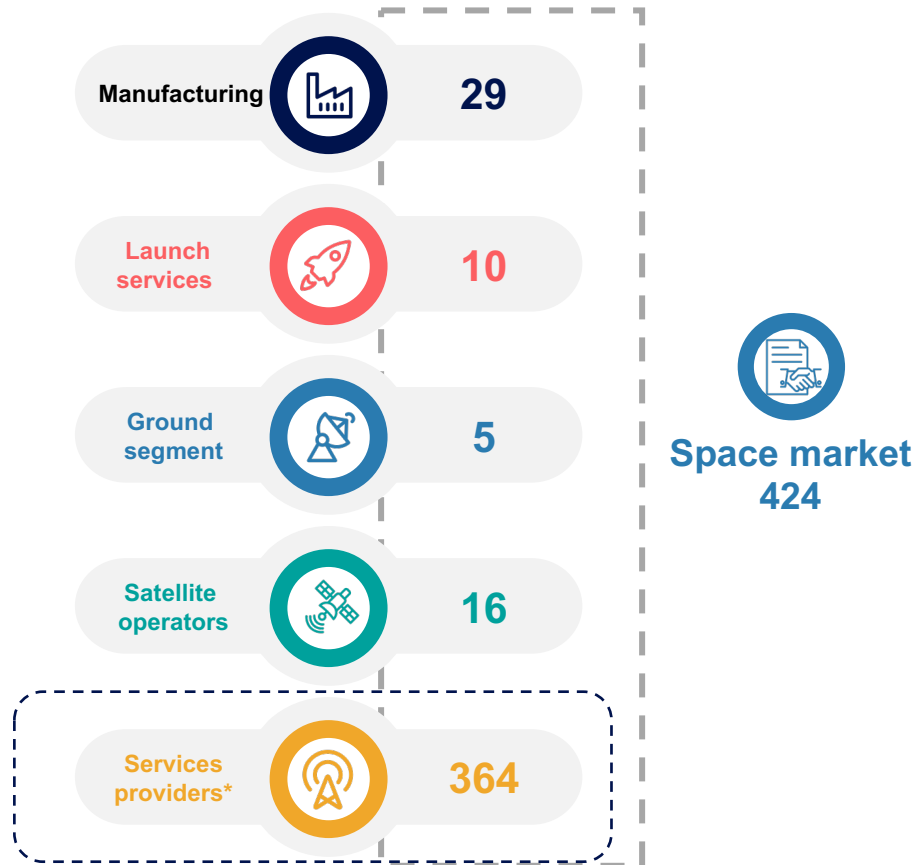 Manufacturing
29
Launch
services
10
Ground
segment
5
Space market
424
Satellite
operators
16
Services
providers*
364